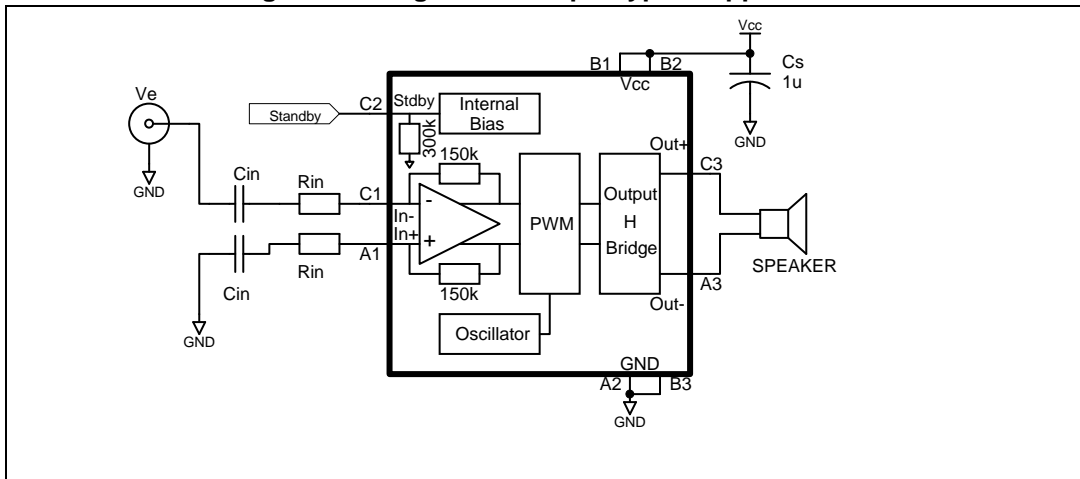 Vcc
B1
B2
Vcc
Cs
1u
GND
Ve
GND
Standby
C2
Stdby
300k
Internal
Bias
150k
Cin
Rin
C1
In-
In+
-
+
A1
Rin
Cin
GND
150k
PWM
Oscillator
Output
H
Bridge
Out+
C3
SPEAKER
A3
Out-
GND
A2
B3
GND